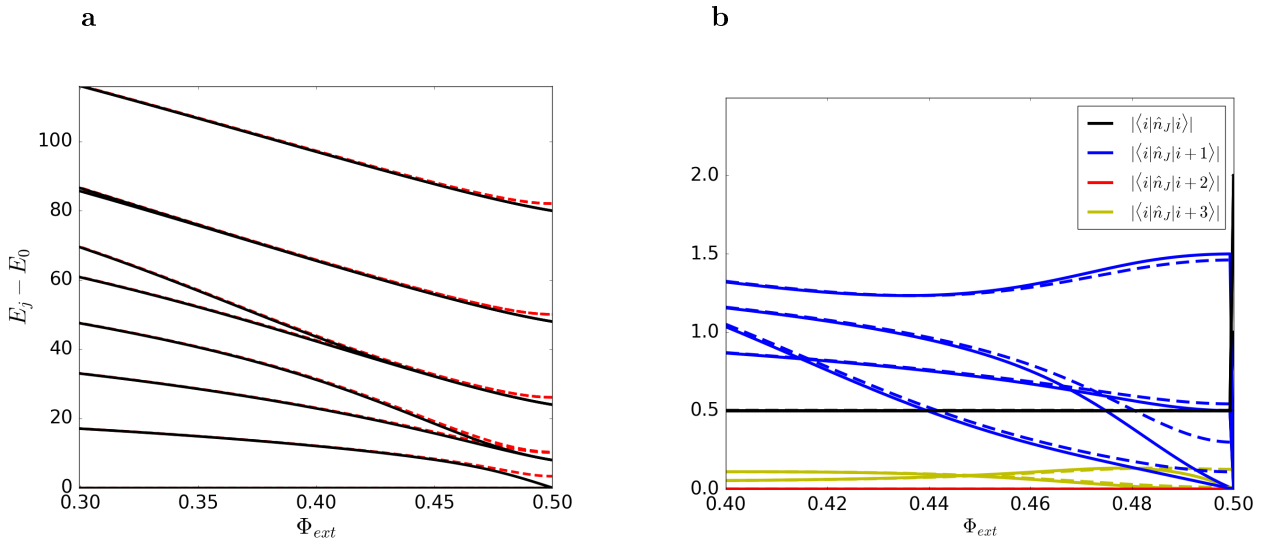 a
b
100
80
60
40
20
0
0.30
0.35
0.40
0.45
0.50
E_j − E_0
Φ_ext
2.0
1.5
1.0
0.5
0.0
0.40
0.42
0.44
0.46
0.48
0.50
Φ_ext
|⟨i|n̂_J|i⟩|
|⟨i|n̂_J|i + 1⟩|
|⟨i|n̂_J|i + 2⟩|
|⟨i|n̂_J|i + 3⟩|